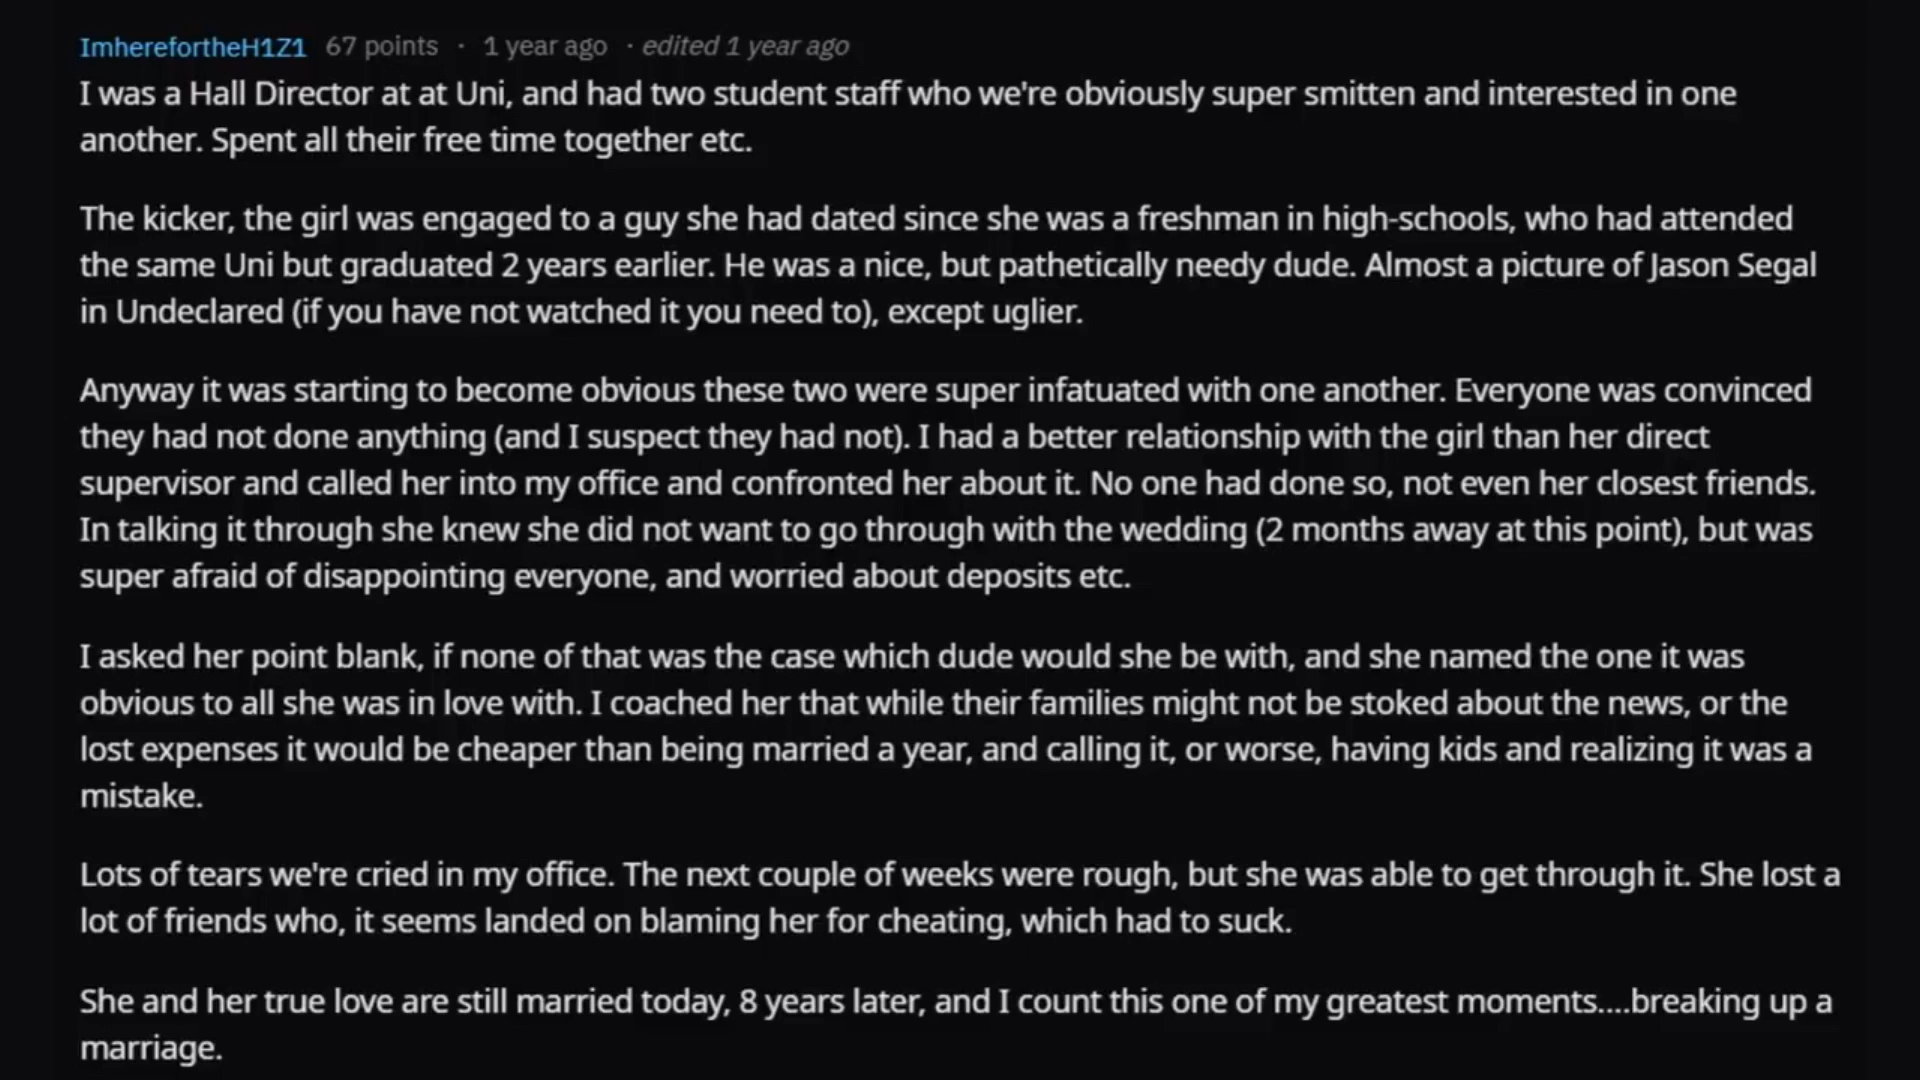 ImherefortheH1Z1 67 points · 1 year ago · edited 1 year ago
I was a Hall Director at at Uni, and had two student staff who we're obviously super smitten and interested in one
another. Spent all their free time together etc.
The kicker, the girl was engaged to a guy she had dated since she was a freshman in high-schools, who had attended
the same Uni but graduated 2 years earlier. He was a nice, but pathetically needy dude. Almost a picture of Jason Segal
in Undeclared (if you have not watched it you need to), except uglier.
Anyway it was starting to become obvious these two were super infatuated with one another. Everyone was convinced
they had not done anything (and I suspect they had not). I had a better relationship with the girl than her direct
supervisor and called her into my office and confronted her about it. No one had done so, not even her closest friends.
In talking it through she knew she did not want to go through with the wedding (2 months away at this point), but was
super afraid of disappointing everyone, and worried about deposits etc.
I asked her point blank, if none of that was the case which dude would she be with, and she named the one it was
obvious to all she was in love with. I coached her that while their families might not be stoked about the news, or the
lost expenses it would be cheaper than being married a year, and calling it, or worse, having kids and realizing it was a
mistake.
Lots of tears we're cried in my office. The next couple of weeks were rough, but she was able to get through it. She lost a
lot of friends who, it seems landed on blaming her for cheating, which had to suck.
She and her true love are still married today, 8 years later, and I count this one of my greatest moments....breaking up a
marriage.